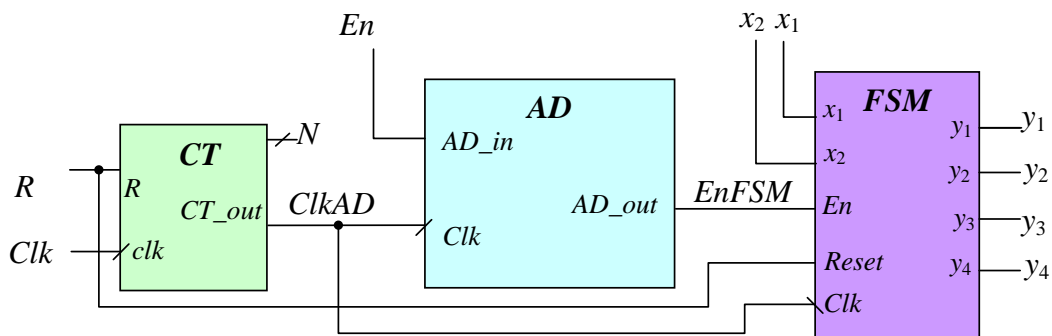 En
x₂ x₁
CT
N
R
R
CT_out
Clk
clk
ClkAD
AD
AD_in
AD_out
Clk
EnFSM
FSM
x₁
x₂
En
Reset
Clk
y₁
y₂
y₃
y₄
y₁
y₂
y₃
y₄